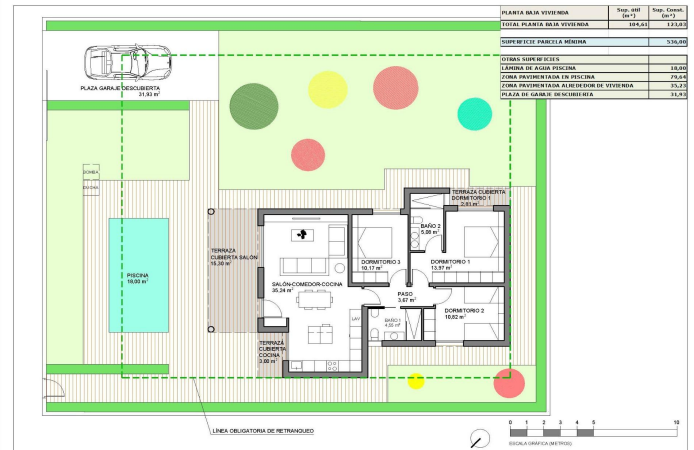 PLANTA BAJA VIVIENDA Sup. útil (m²) Sup. Const. (m²)
TOTAL PLANTA BAJA VIVIENDA 104,61 123,03
SUPERFICIE PARCELA MÍNIMA 536,00
OTRAS SUPERFICIES
LÁMINA DE AGUA PISCINA 18,00
ZONA PAVIMENTADA EN PISCINA 79,64
ZONA PAVIMENTADA ALREDEDOR DE VIVIENDA 35,23
PLAZA DE GARAJE DESCUBIERTA 31,93
PLAZA GARAJE DESCUBIERTA
31,93 m²
BOMBA
DUCHA
TERRAZA CUBIERTA
DORMITORIO 1
2,93 m²
BAÑO 2
5,08 m²
TERRAZA
CUBIERTA SALÓN
15,30 m²
DORMITORIO 3
10,17 m²
DORMITORIO 1
13,97 m²
PISCINA
18,00 m²
SALÓN-COMEDOR-COCINA
35,24 m²
PASO
3,67 m²
DORMITORIO 2
10,82 m²
LAV
BAÑO 1
4,55 m²
TERRAZA
CUBIERTA
COCINA
3,00 m²
LÍNEA OBLIGATORIA DE RETRANQUEO
0 1 2 3 4 5 10
ESCALA GRÁFICA (METROS)